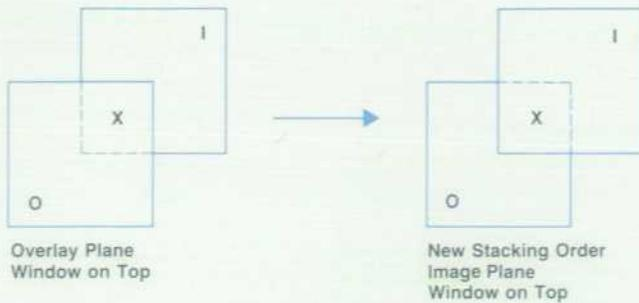 I
X
O
Overlay Plane
Window on Top
I
X
O
New Stacking Order
Image Plane
Window on Top